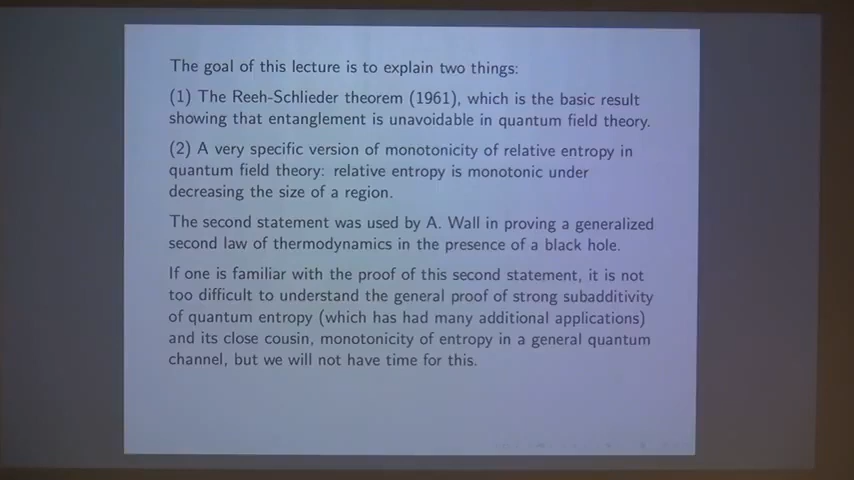 The goal of this lecture is to explain two things:
(1) The Reeh-Schlieder theorem (1961), which is the basic result
showing that entanglement is unavoidable in quantum field theory.
(2) A very specific version of monotonicity of relative entropy in
quantum field theory: relative entropy is monotonic under
decreasing the size of a region.
The second statement was used by A. Wall in proving a generalized
second law of thermodynamics in the presence of a black hole.
If one is familiar with the proof of this second statement, it is not
too difficult to understand the general proof of strong subadditivity
of quantum entropy (which has had many additional applications)
and its close cousin, monotonicity of entropy in a general quantum
channel, but we will not have time for this.